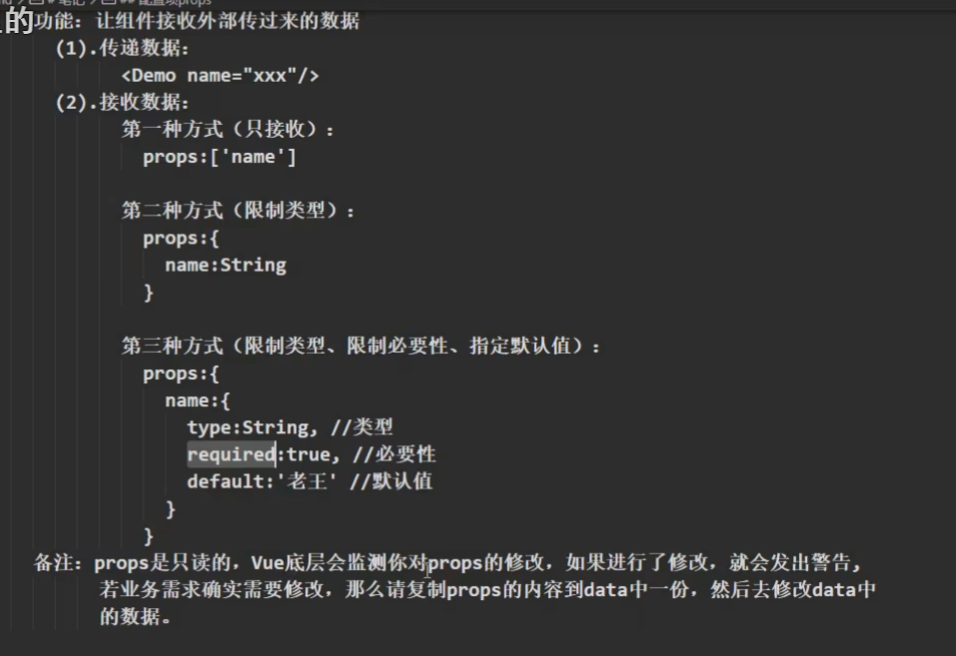 配置项props
的
功能：让组件接收外部传过来的数据
(1).传递数据：
<Demo name="xxx"/>
(2).接收数据：
第一种方式（只接收）：
props:['name']
第二种方式（限制类型）：
props:{
name:String
}
第三种方式（限制类型、限制必要性、指定默认值）：
props:{
name:{
type:String, //类型
required:true, //必要性
default:'老王' //默认值
}
}
备注：props是只读的，Vue底层会监测你对props的修改，如果进行了修改，就会发出警告，
若业务需求确实需要修改，那么请复制props的内容到data中一份，然后去修改data中
的数据。